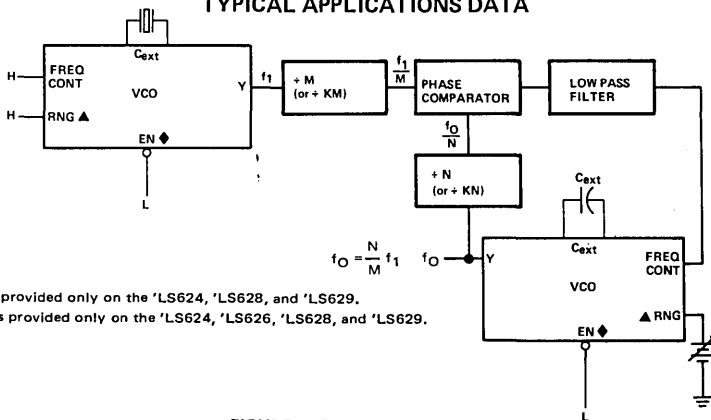 TYPICAL APPLICATIONS DATA
Cext
H
FREQ
CONT
VCO
Y
H
RNG ▲
EN ◆
L
f1
÷ M
(or ÷ KM)
f1
M
PHASE
COMPARATOR
LOW PASS
FILTER
fO
N
÷ N
(or ÷ KN)
Cext
fO = N/M f1
fO
Y
Cext
FREQ
CONT
VCO
▲ RNG
EN ◆
provided only on the 'LS624, 'LS628, and 'LS629.
s provided only on the 'LS624, 'LS626, 'LS628, and 'LS629.